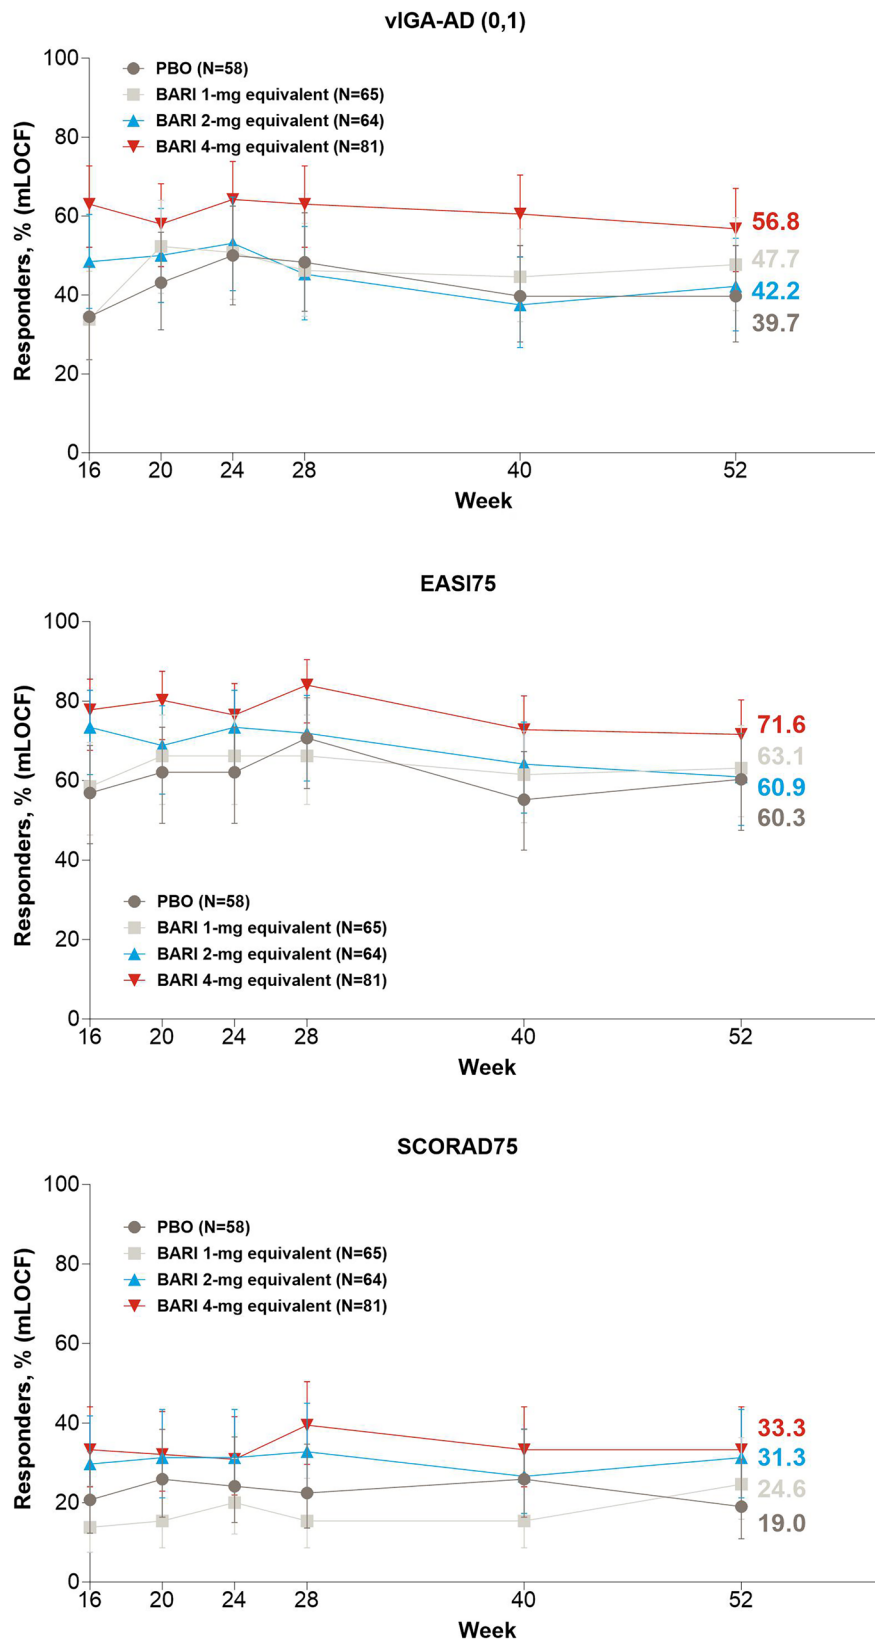 vIGA-AD (0,1)
Responders, % (mLOCF)
100
80
60
40
20
0
PBO (N=58)
BARI 1-mg equivalent (N=65)
BARI 2-mg equivalent (N=64)
BARI 4-mg equivalent (N=81)
56.8
47.7
42.2
39.7
16 20 24 28 40 52
Week
EASI75
Responders, % (mLOCF)
100
80
60
40
20
0
71.6
63.1
60.9
60.3
PBO (N=58)
BARI 1-mg equivalent (N=65)
BARI 2-mg equivalent (N=64)
BARI 4-mg equivalent (N=81)
16 20 24 28 40 52
Week
SCORAD75
Responders, % (mLOCF)
100
80
60
40
20
0
PBO (N=58)
BARI 1-mg equivalent (N=65)
BARI 2-mg equivalent (N=64)
BARI 4-mg equivalent (N=81)
33.3
31.3
24.6
19.0
16 20 24 28 40 52
Week